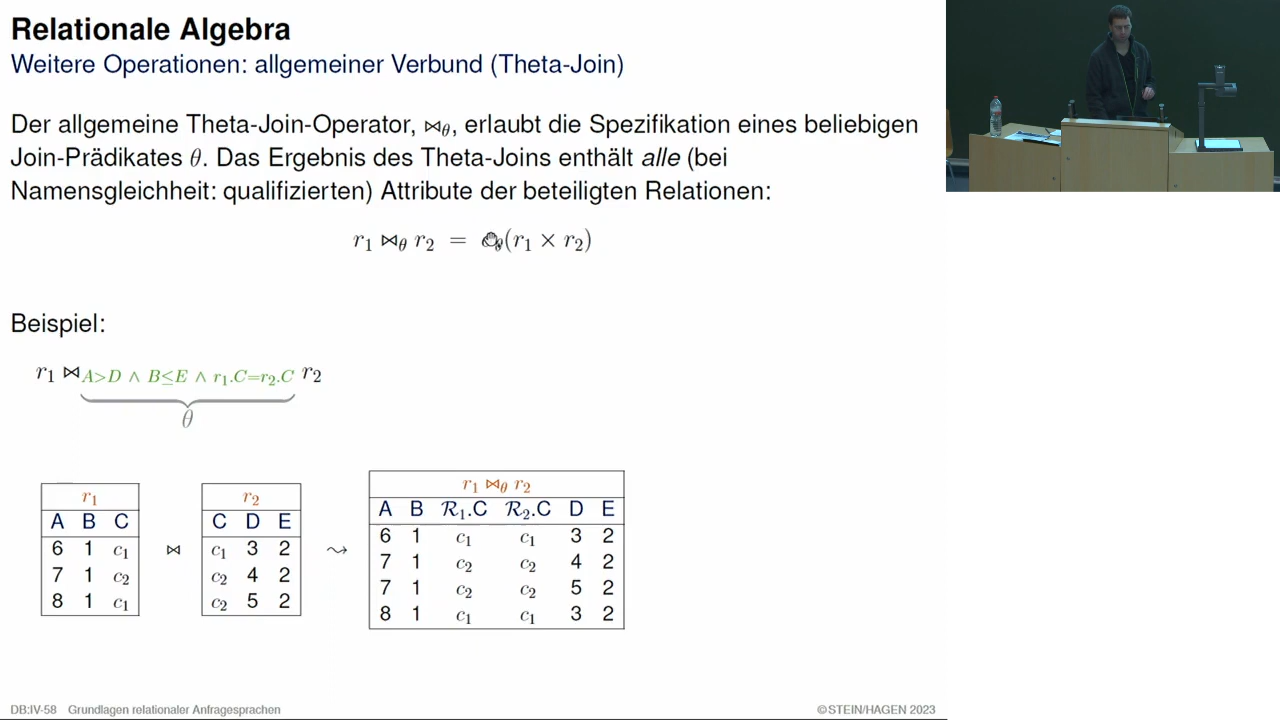 Relationale Algebra
Weitere Operationen: allgemeiner Verbund (Theta-Join)
Der allgemeine Theta-Join-Operator, ⋈θ, erlaubt die Spezifikation eines beliebigen
Join-Prädikates θ. Das Ergebnis des Theta-Joins enthält alle (bei
Namensgleichheit: qualifizierten) Attribute der beteiligten Relationen:
r₁ ⋈θ r₂ = (r₁ × r₂)
Beispiel:
r₁ ⋈A>D ∧ B≤E ∧ r₁.C=r₂.C r₂
θ
r₁
A B C
6 1 c₁
7 1 c₂
8 1 c₁
⋈
r₂
C D E
c₁ 3 2
c₂ 4 2
c₂ 5 2
⇝
r₁ ⋈θ r₂
A B ℛ₁.C ℛ₂.C D E
6 1 c₁ c₁ 3 2
7 1 c₂ c₂ 4 2
7 1 c₂ c₂ 5 2
8 1 c₁ c₁ 3 2
DB:IV-58 Grundlagen relationaler Anfragesprachen ©STEIN/HAGEN 2023